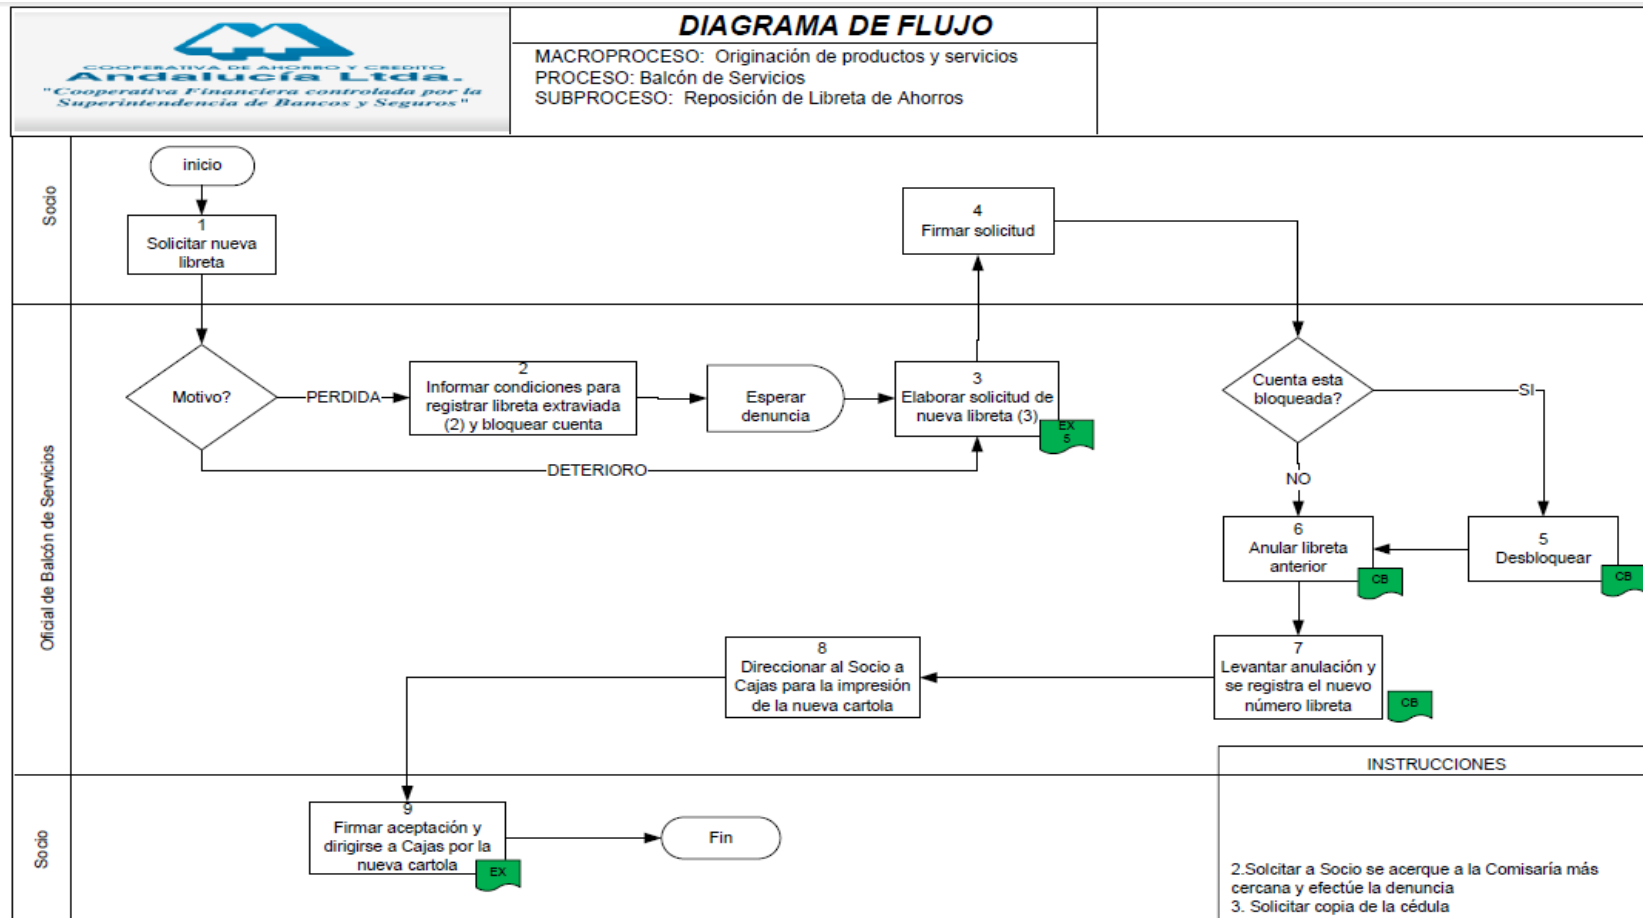 COOPERATIVA DE AHORRO Y CREDITO
Andalucía Ltda.
"Cooperativa Financiera controlada por la
Superintendencia de Bancos y Seguros"
DIAGRAMA DE FLUJO
MACROPROCESO: Originación de productos y servicios
PROCESO: Balcón de Servicios
SUBPROCESO: Reposición de Libreta de Ahorros
Socio
inicio
1
Solicitar nueva
libreta
4
Firmar solicitud
Oficial de Balcón de Servicios
Motivo?
PERDIDA
2
Informar condiciones para
registrar libreta extraviada
(2) y bloquear cuenta
Esperar
denuncia
3
Elaborar solicitud de
nueva libreta (3)
EX
5
DETERIORO
Cuenta esta
bloqueada?
SI
NO
6
Anular libreta
anterior
CB
5
Desbloquear
CB
7
Levantar anulación y
se registra el nuevo
número libreta
CB
8
Direccionar al Socio a
Cajas para la impresión
de la nueva cartola
Socio
9
Firmar aceptación y
dirigirse a Cajas por la
nueva cartola
EX
Fin
INSTRUCCIONES
2.Solcitar a Socio se acerque a la Comisaría más
cercana y efectúe la denuncia
3. Solicitar copia de la cédula